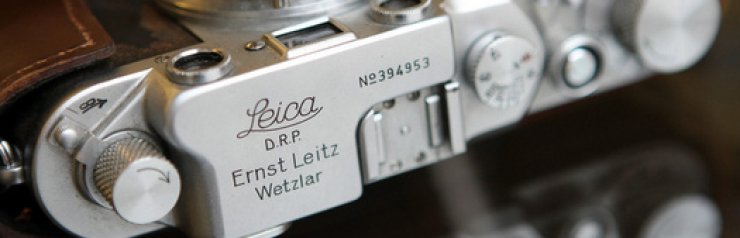 Leica
D.R.P.
Ernst Leitz
Wetzlar
No394953